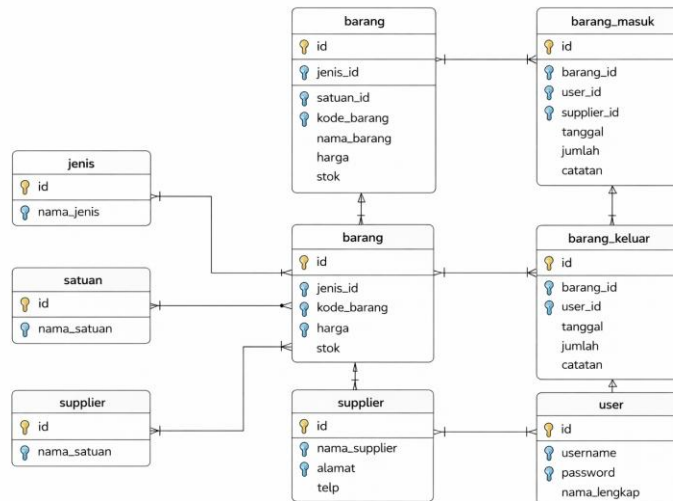 barang
id
jenis_id
satuan_id
kode_barang
nama_barang
harga
stok
barang_masuk
id
barang_id
user_id
supplier_id
tanggal
jumlah
catatan
jenis
id
nama_jenis
barang
id
jenis_id
kode_barang
harga
stok
barang_keluar
id
barang_id
user_id
tanggal
jumlah
catatan
satuan
id
nama_satuan
supplier
id
nama_satuan
supplier
id
nama_supplier
alamat
telp
user
id
username
password
nama_lengkap